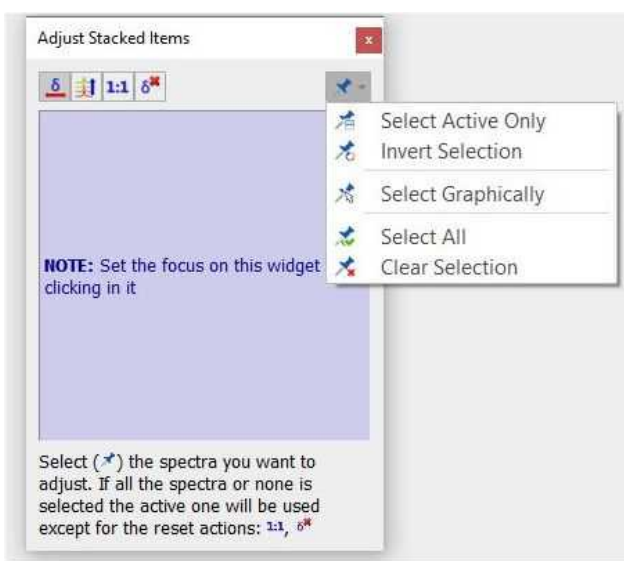 Adjust Stacked Items
x
δ 1:1 δ✖
Select Active Only
Invert Selection
Select Graphically
Select All
Clear Selection
NOTE: Set the focus on this widget
clicking in it
Select (📌) the spectra you want to
adjust. If all the spectra or none is
selected the active one will be used
except for the reset actions: 1:1, δ✖